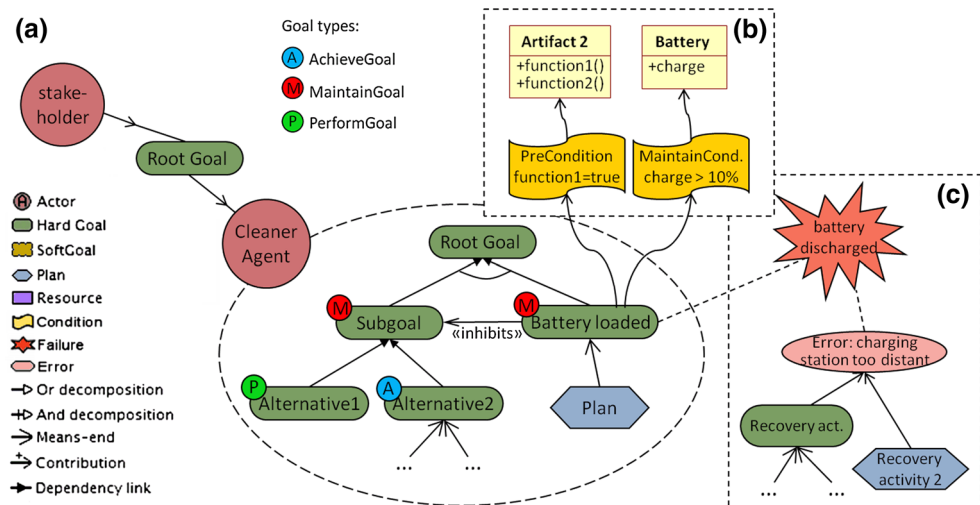 (a)
stake-
holder
Root Goal
Cleaner
Agent
Goal types:
A AchieveGoal
M MaintainGoal
P PerformGoal
A Actor
Hard Goal
SoftGoal
Plan
Resource
Condition
Failure
Error
Or decomposition
And decomposition
Means-end
+ Contribution
Dependency link
(b)
Artifact 2
+function1()
+function2()
Battery
+charge
PreCondition
function1=true
MaintainCond.
charge > 10%
Root Goal
M
Subgoal
«inhibits»
M
Battery loaded
P
Alternative1
A
Alternative2
... ...
Plan
(c)
battery
discharged
Error: charging
station too distant
Recovery act.
... ...
Recovery
activity 2